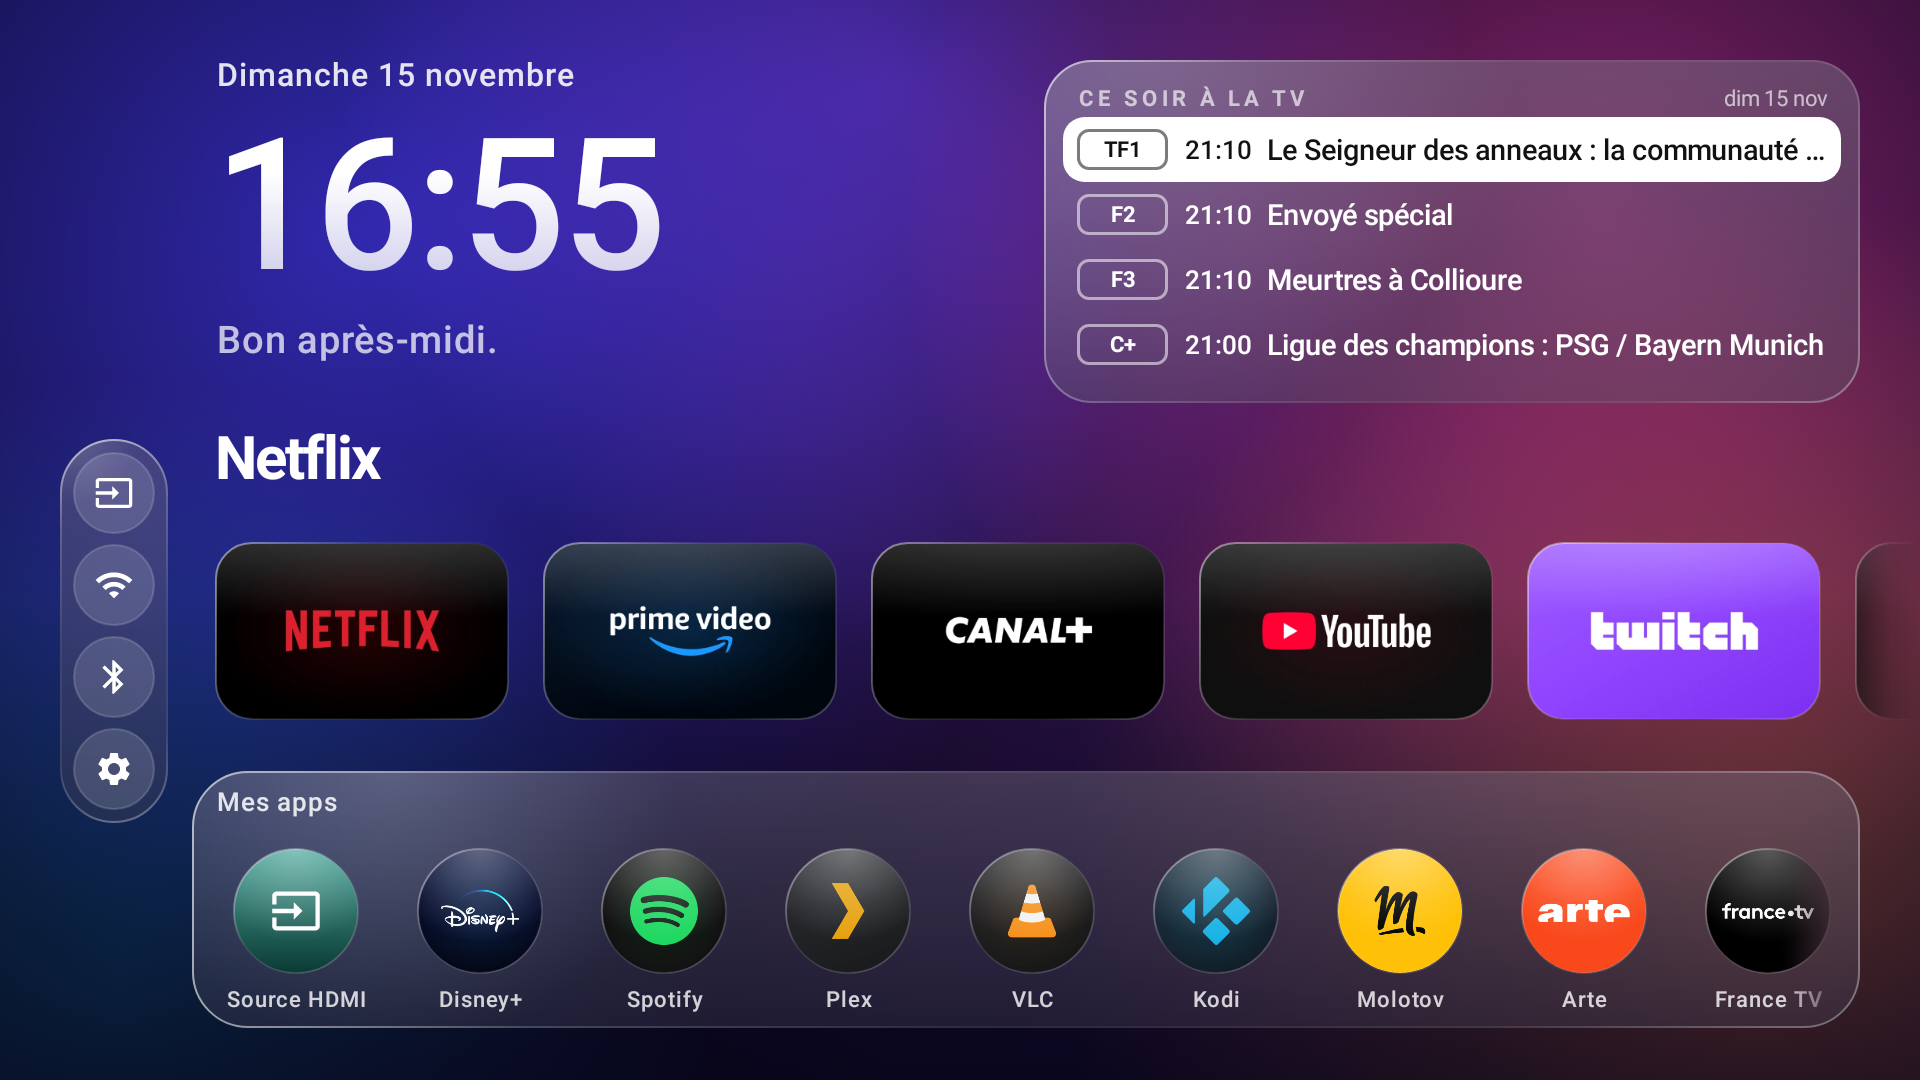 Dimanche 15 novembre
16:55
Bon après-midi.
CE SOIR À LA TV dim 15 nov
TF1 21:10 Le Seigneur des anneaux : la communauté ...
F2 21:10 Envoyé spécial
F3 21:10 Meurtres à Collioure
C+ 21:00 Ligue des champions : PSG / Bayern Munich
Netflix
NETFLIX
prime video
CANAL+
YouTube
twitch
Mes apps
Disney+
M.
arte
france•tv
Source HDMI
Disney+
Spotify
Plex
VLC
Kodi
Molotov
Arte
France TV